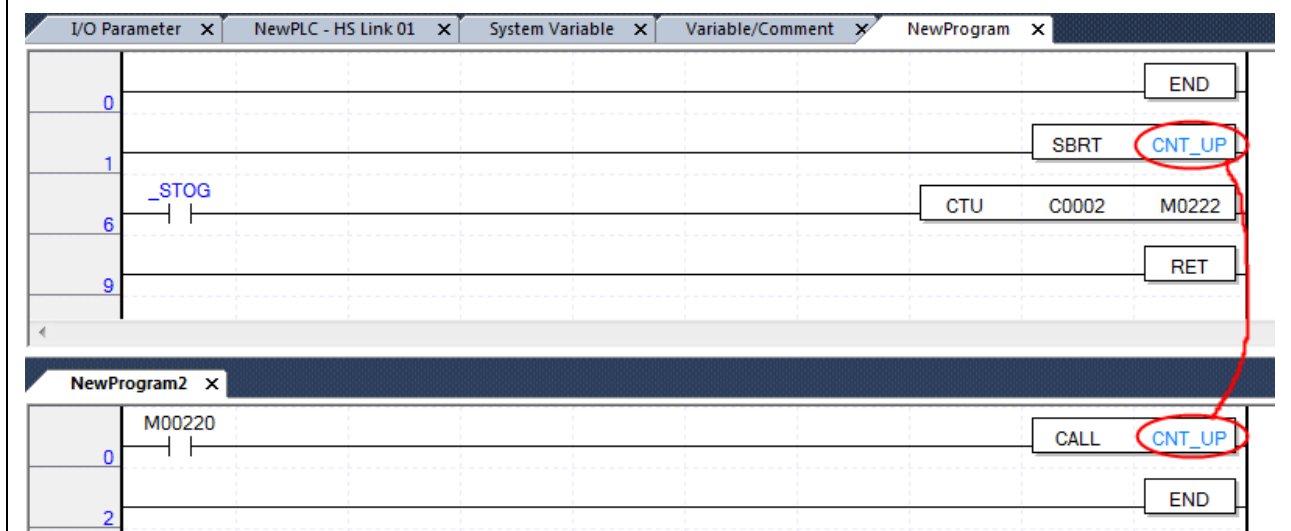 I/O Parameter x NewPLC - HS Link 01 x System Variable x Variable/Comment x NewProgram x
END
0
SBRT CNT_UP
1
_STOG
CTU C0002 M0222
6
RET
9
NewProgram2 x
M00220
CALL CNT_UP
0
END
2